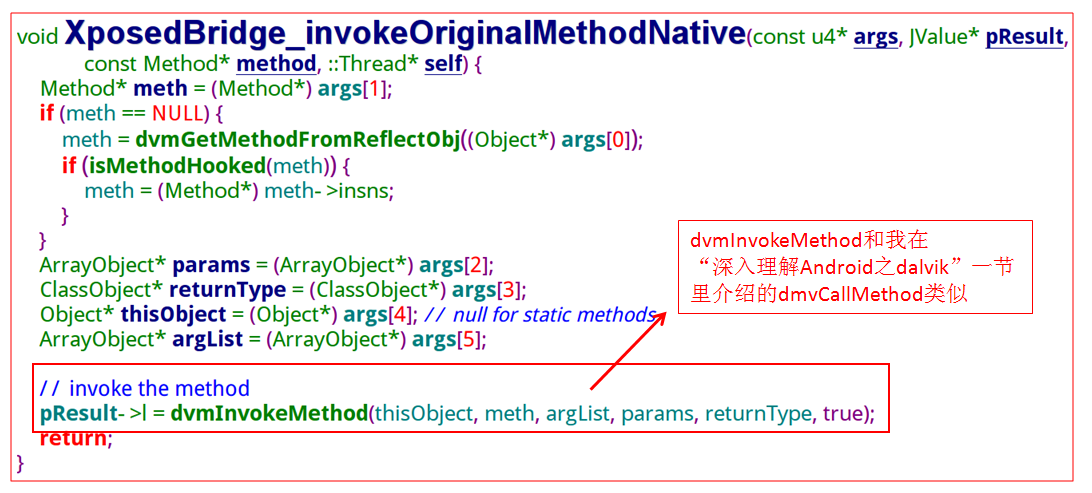 void XposedBridge_invokeOriginalMethodNative(const u4* args, JValue* pResult,
const Method* method, ::Thread* self) {
Method* meth = (Method*) args[1];
if (meth == NULL) {
meth = dvmGetMethodFromReflectObj((Object*) args[0]);
if (isMethodHooked(meth)) {
meth = (Method*) meth- >insns;
}
}
ArrayObject* params = (ArrayObject*) args[2];
ClassObject* returnType = (ClassObject*) args[3];
Object* thisObject = (Object*) args[4]; // null for static methods
ArrayObject* argList = (ArrayObject*) args[5];
// invoke the method
pResult- >l = dvmInvokeMethod(thisObject, meth, argList, params, returnType, true);
return;
}
dvmInvokeMethod和我在
“深入理解Android之dalvik”一节
里介绍的dmvCallMethod类似